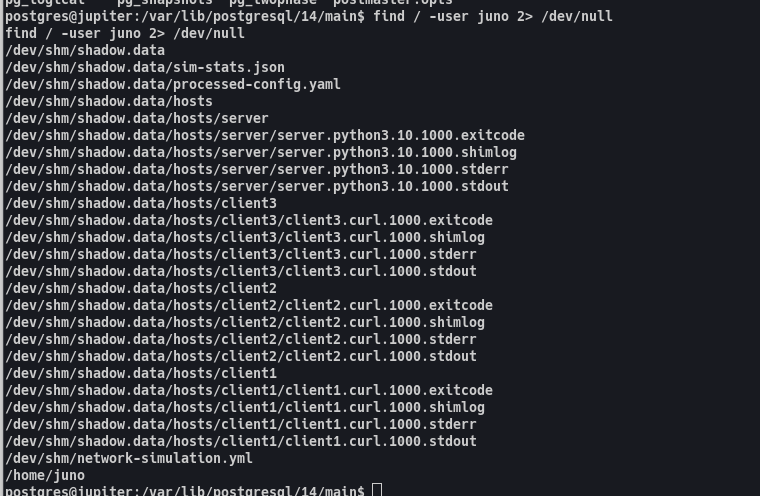 pg_logical    pg_snapshots  pg_twophase  postmaster.opts
postgres@jupiter:/var/lib/postgresql/14/main$ find / -user juno 2> /dev/null
find / -user juno 2> /dev/null
/dev/shm/shadow.data
/dev/shm/shadow.data/sim-stats.json
/dev/shm/shadow.data/processed-config.yaml
/dev/shm/shadow.data/hosts
/dev/shm/shadow.data/hosts/server
/dev/shm/shadow.data/hosts/server/server.python3.10.1000.exitcode
/dev/shm/shadow.data/hosts/server/server.python3.10.1000.shimlog
/dev/shm/shadow.data/hosts/server/server.python3.10.1000.stderr
/dev/shm/shadow.data/hosts/server/server.python3.10.1000.stdout
/dev/shm/shadow.data/hosts/client3
/dev/shm/shadow.data/hosts/client3/client3.curl.1000.exitcode
/dev/shm/shadow.data/hosts/client3/client3.curl.1000.shimlog
/dev/shm/shadow.data/hosts/client3/client3.curl.1000.stderr
/dev/shm/shadow.data/hosts/client3/client3.curl.1000.stdout
/dev/shm/shadow.data/hosts/client2
/dev/shm/shadow.data/hosts/client2/client2.curl.1000.exitcode
/dev/shm/shadow.data/hosts/client2/client2.curl.1000.shimlog
/dev/shm/shadow.data/hosts/client2/client2.curl.1000.stderr
/dev/shm/shadow.data/hosts/client2/client2.curl.1000.stdout
/dev/shm/shadow.data/hosts/client1
/dev/shm/shadow.data/hosts/client1/client1.curl.1000.exitcode
/dev/shm/shadow.data/hosts/client1/client1.curl.1000.shimlog
/dev/shm/shadow.data/hosts/client1/client1.curl.1000.stderr
/dev/shm/shadow.data/hosts/client1/client1.curl.1000.stdout
/dev/shm/network-simulation.yml
/home/juno
postgres@jupiter:/var/lib/postgresql/14/main$